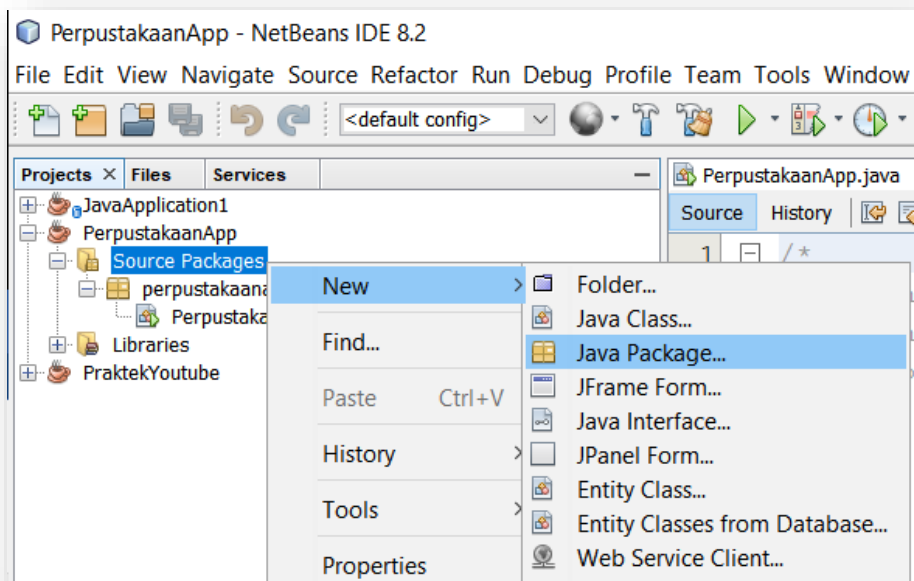 PerpustakaanApp - NetBeans IDE 8.2
File Edit View Navigate Source Refactor Run Debug Profile Team Tools Window
<default config>
Projects × Files Services
PerpustakaanApp.java
JavaApplication1
Source History
PerpustakaanApp
1 /*
Source Packages
perpustakaana
Perpustaka
Libraries
PraktekYoutube
New
Find...
Paste Ctrl+V
History
Tools
Properties
Folder...
Java Class...
Java Package...
JFrame Form...
Java Interface...
JPanel Form...
Entity Class...
Entity Classes from Database...
Web Service Client...